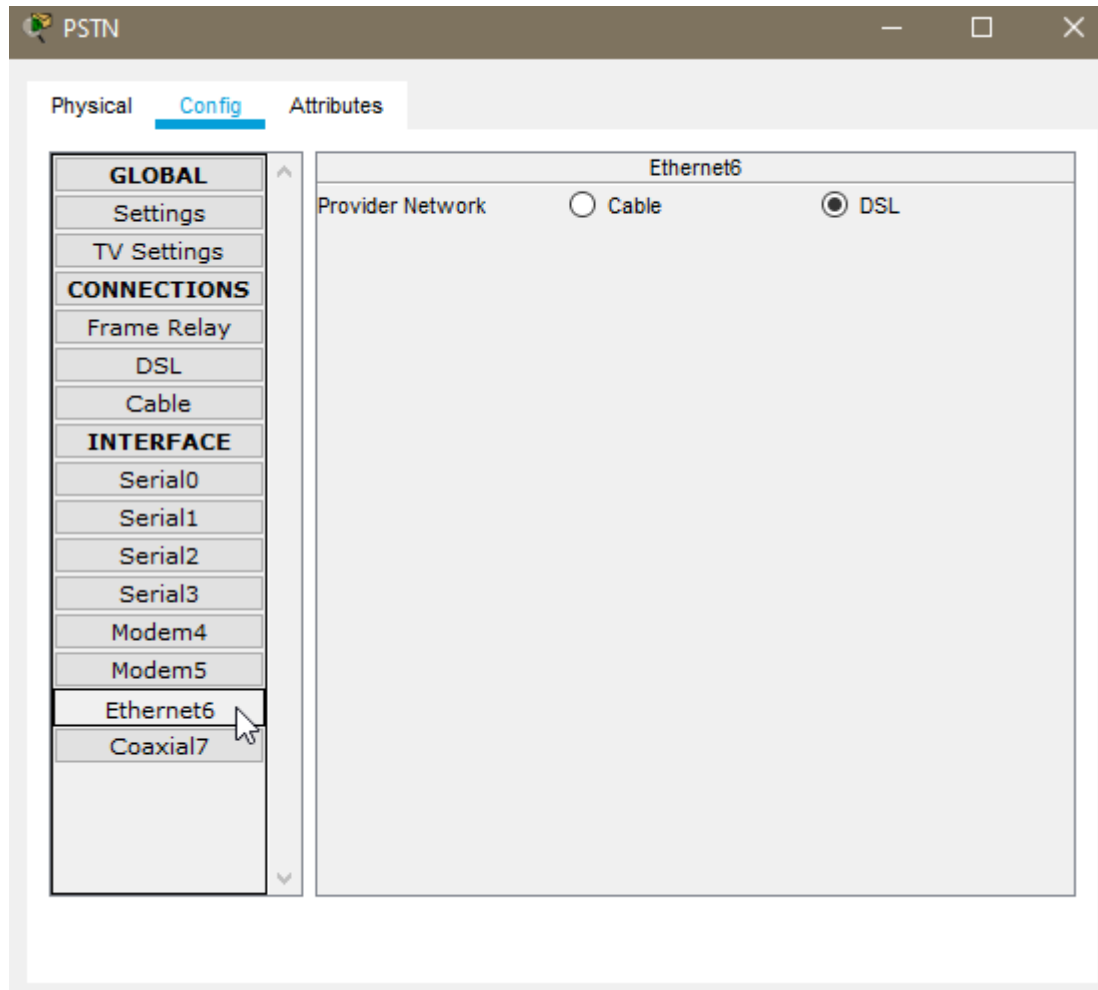 PSTN
Physical Config Attributes
GLOBAL
Settings
TV Settings
CONNECTIONS
Frame Relay
DSL
Cable
INTERFACE
Serial0
Serial1
Serial2
Serial3
Modem4
Modem5
Ethernet6
Coaxial7
Ethernet6
Provider Network Cable DSL